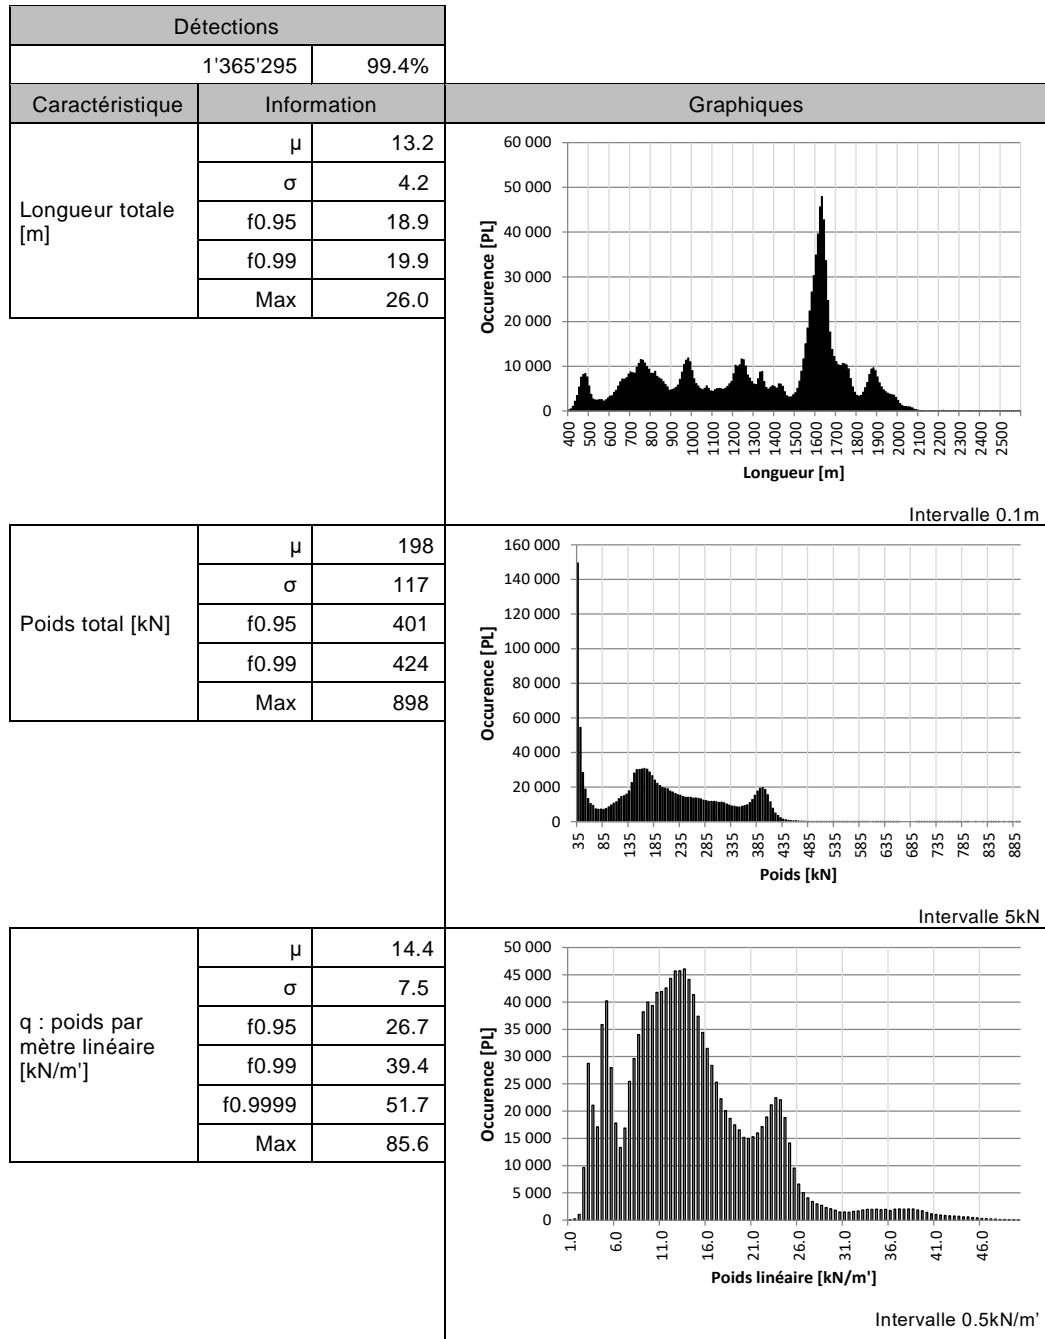 Détections
1'365'295 99.4%
Caractéristique Information Graphiques
Longueur totale
[m]
µ 13.2
σ 4.2
f0.95 18.9
f0.99 19.9
Max 26.0
60 000
50 000
40 000
30 000
20 000
10 000
0
Occurence [PL]
400 500 600 700 800 900 1000 1100 1200 1300 1400 1500 1600 1700 1800 1900 2000 2100 2200 2300 2400 2500
Longueur [m]
Intervalle 0.1m
Poids total [kN]
µ 198
σ 117
f0.95 401
f0.99 424
Max 898
160 000
140 000
120 000
100 000
80 000
60 000
40 000
20 000
0
Occurence [PL]
35 85 135 185 235 285 335 385 435 485 535 585 635 685 735 785 835 885
Poids [kN]
Intervalle 5kN
q : poids par
mètre linéaire
[kN/m']
µ 14.4
σ 7.5
f0.95 26.7
f0.99 39.4
f0.9999 51.7
Max 85.6
50 000
45 000
40 000
35 000
30 000
25 000
20 000
15 000
10 000
5 000
0
Occurence [PL]
1.0 6.0 11.0 16.0 21.0 26.0 31.0 36.0 41.0 46.0
Poids linéaire [kN/m']
Intervalle 0.5kN/m’